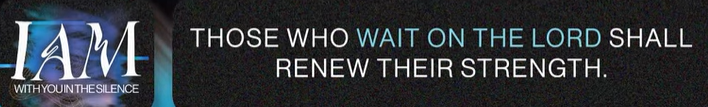 I AM
WITH YOU IN THE SILENCE
THOSE WHO WAIT ON THE LORD SHALL
RENEW THEIR STRENGTH.